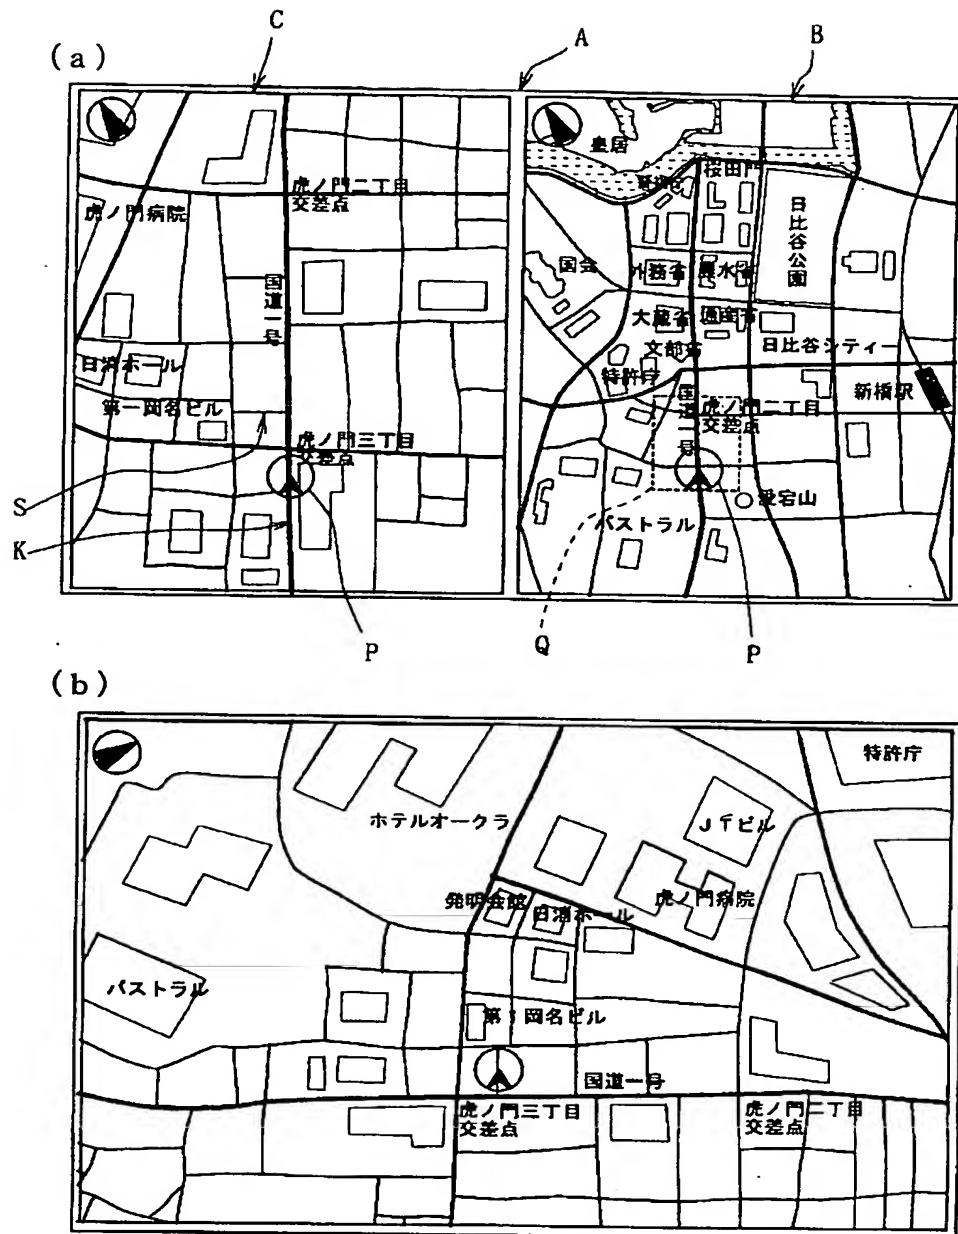 (a)
C
A
B
虎ノ門二丁目
交差点
虎ノ門病院
国道一号
日消ホール
第一岡名ビル
虎ノ門三丁目
交差点
S
K
P
皇居
桜田門
日比谷公園
国会
外務省
農水省
大蔵省
通産省
文部省
日比谷シティー
特許庁
新橋駅
国道一号
虎ノ門二丁目
交差点
愛宕山
パストラル
Q
P
(b)
特許庁
ホテルオークラ
JTビル
発明会館
日消ホール
虎ノ門病院
パストラル
第1岡名ビル
国道一号
虎ノ門三丁目
交差点
虎ノ門二丁目
交差点